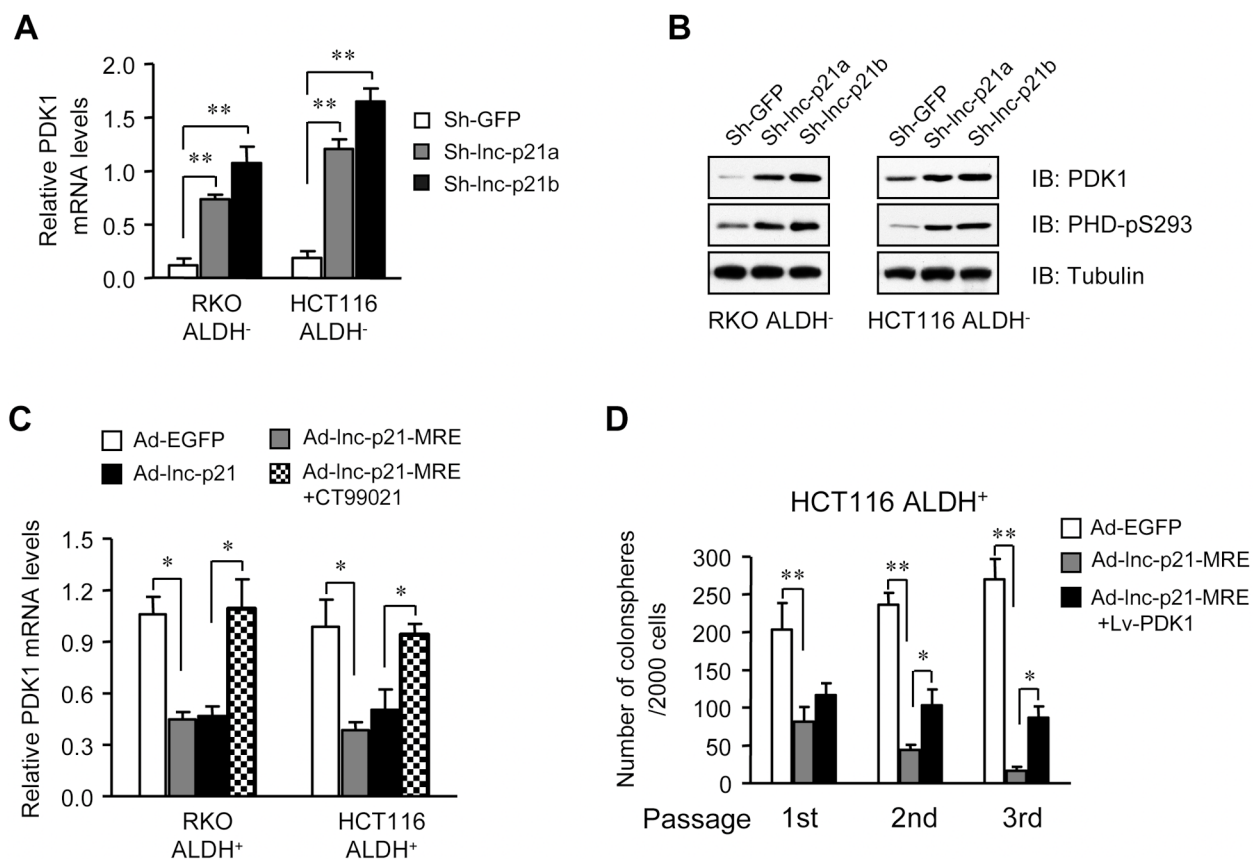 A
Relative PDK1
mRNA levels
2.0
1.5
1.0
0.5
0.0
**
**
**
**
Sh-GFP
Sh-lnc-p21a
Sh-lnc-p21b
RKO
ALDH-
HCT116
ALDH-
B
Sh-GFP
Sh-lnc-p21a
Sh-lnc-p21b
Sh-GFP
Sh-lnc-p21a
Sh-lnc-p21b
IB: PDK1
IB: PHD-pS293
IB: Tubulin
RKO ALDH-
HCT116 ALDH-
C
Ad-EGFP
Ad-lnc-p21
Ad-lnc-p21-MRE
Ad-lnc-p21-MRE
+CT99021
Relative PDK1 mRNA levels
1.5
1.2
0.9
0.6
0.3
0.0
*
*
*
*
RKO
ALDH+
HCT116
ALDH+
D
HCT116 ALDH+
Ad-EGFP
Ad-lnc-p21-MRE
Ad-lnc-p21-MRE
+Lv-PDK1
Number of colonspheres
/2000 cells
300
250
200
150
100
50
0
**
**
*
**
*
Passage 1st 2nd 3rd